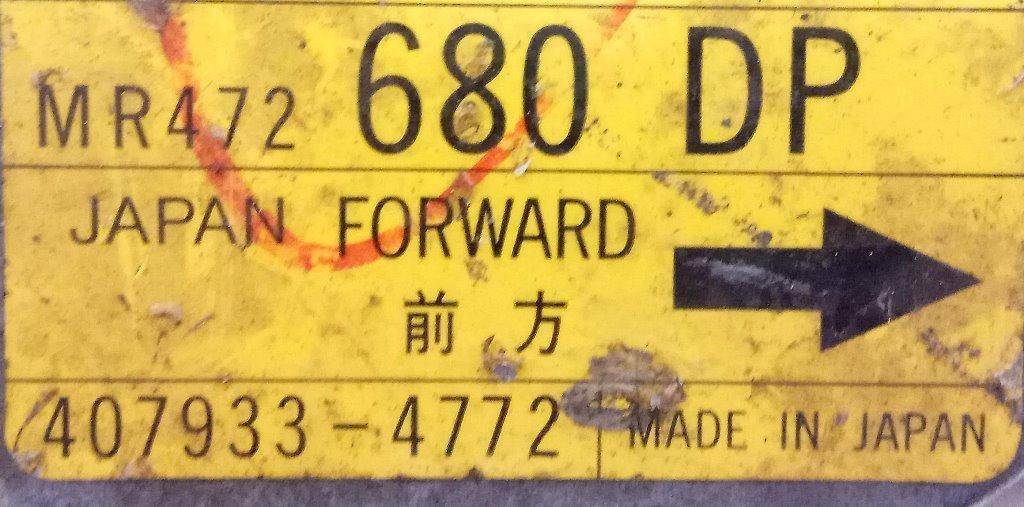 MR472 680 DP
JAPAN FORWARD
前方
407933-4772 MADE IN JAPAN